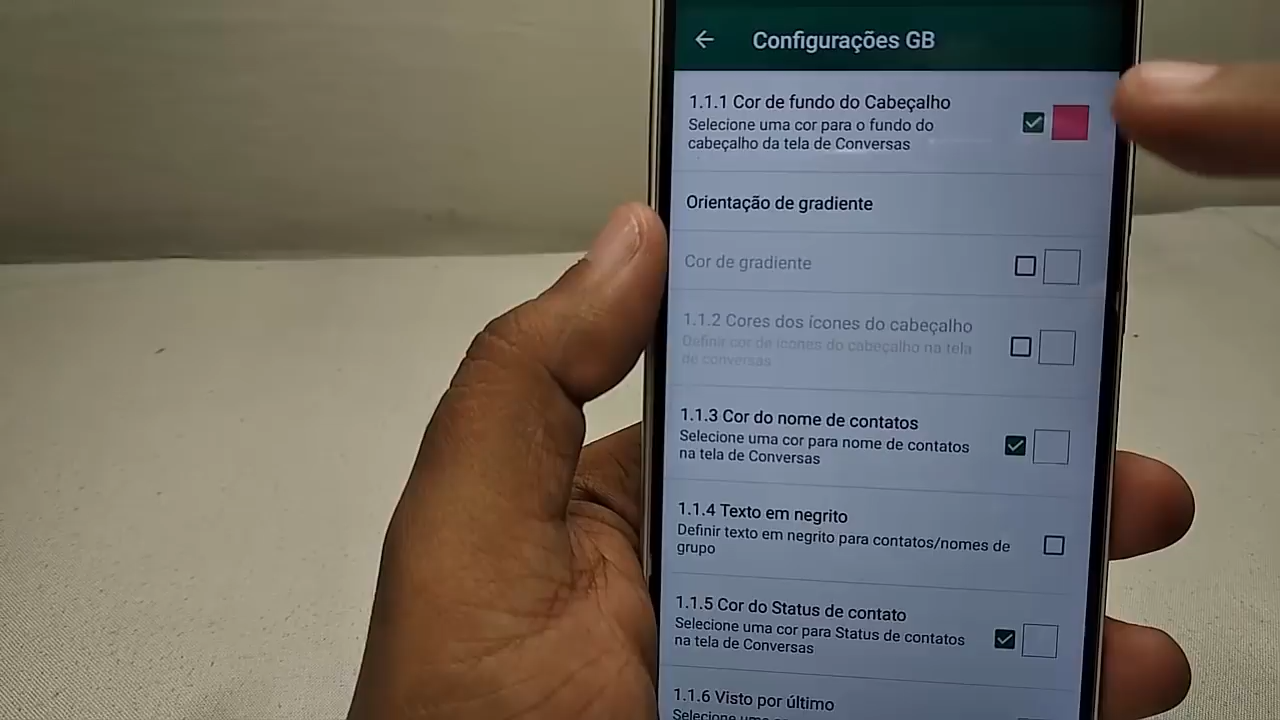 Configurações GB
1.1.1 Cor de fundo do Cabeçalho
Selecione uma cor para o fundo do
cabeçalho da tela de Conversas
Orientação de gradiente
Cor de gradiente
1.1.2 Cores dos ícones do cabeçalho
Definir cor de ícones do cabeçalho na tela
de conversas
1.1.3 Cor do nome de contatos
Selecione uma cor para nome de contatos
na tela de Conversas
1.1.4 Texto em negrito
Definir texto em negrito para contatos/nomes de
grupo
1.1.5 Cor do Status de contato
Selecione uma cor para Status de contatos
na tela de Conversas
1.1.6 Visto por último
Selecione